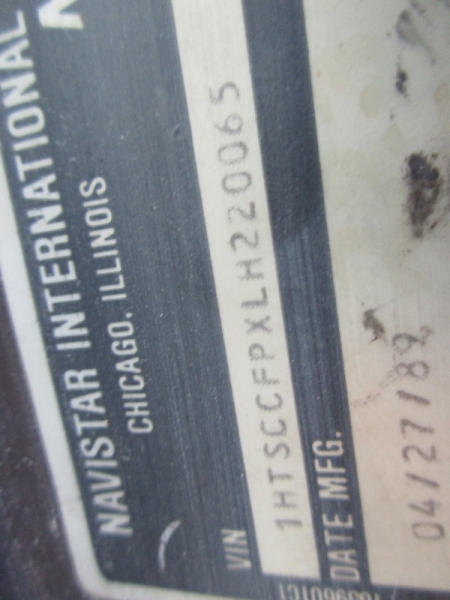 NAVISTAR INTERNATIONAL
CHICAGO, ILLINOIS
VIN 1HTSCCFPXLH220065
DATE MFG. 04/27/89